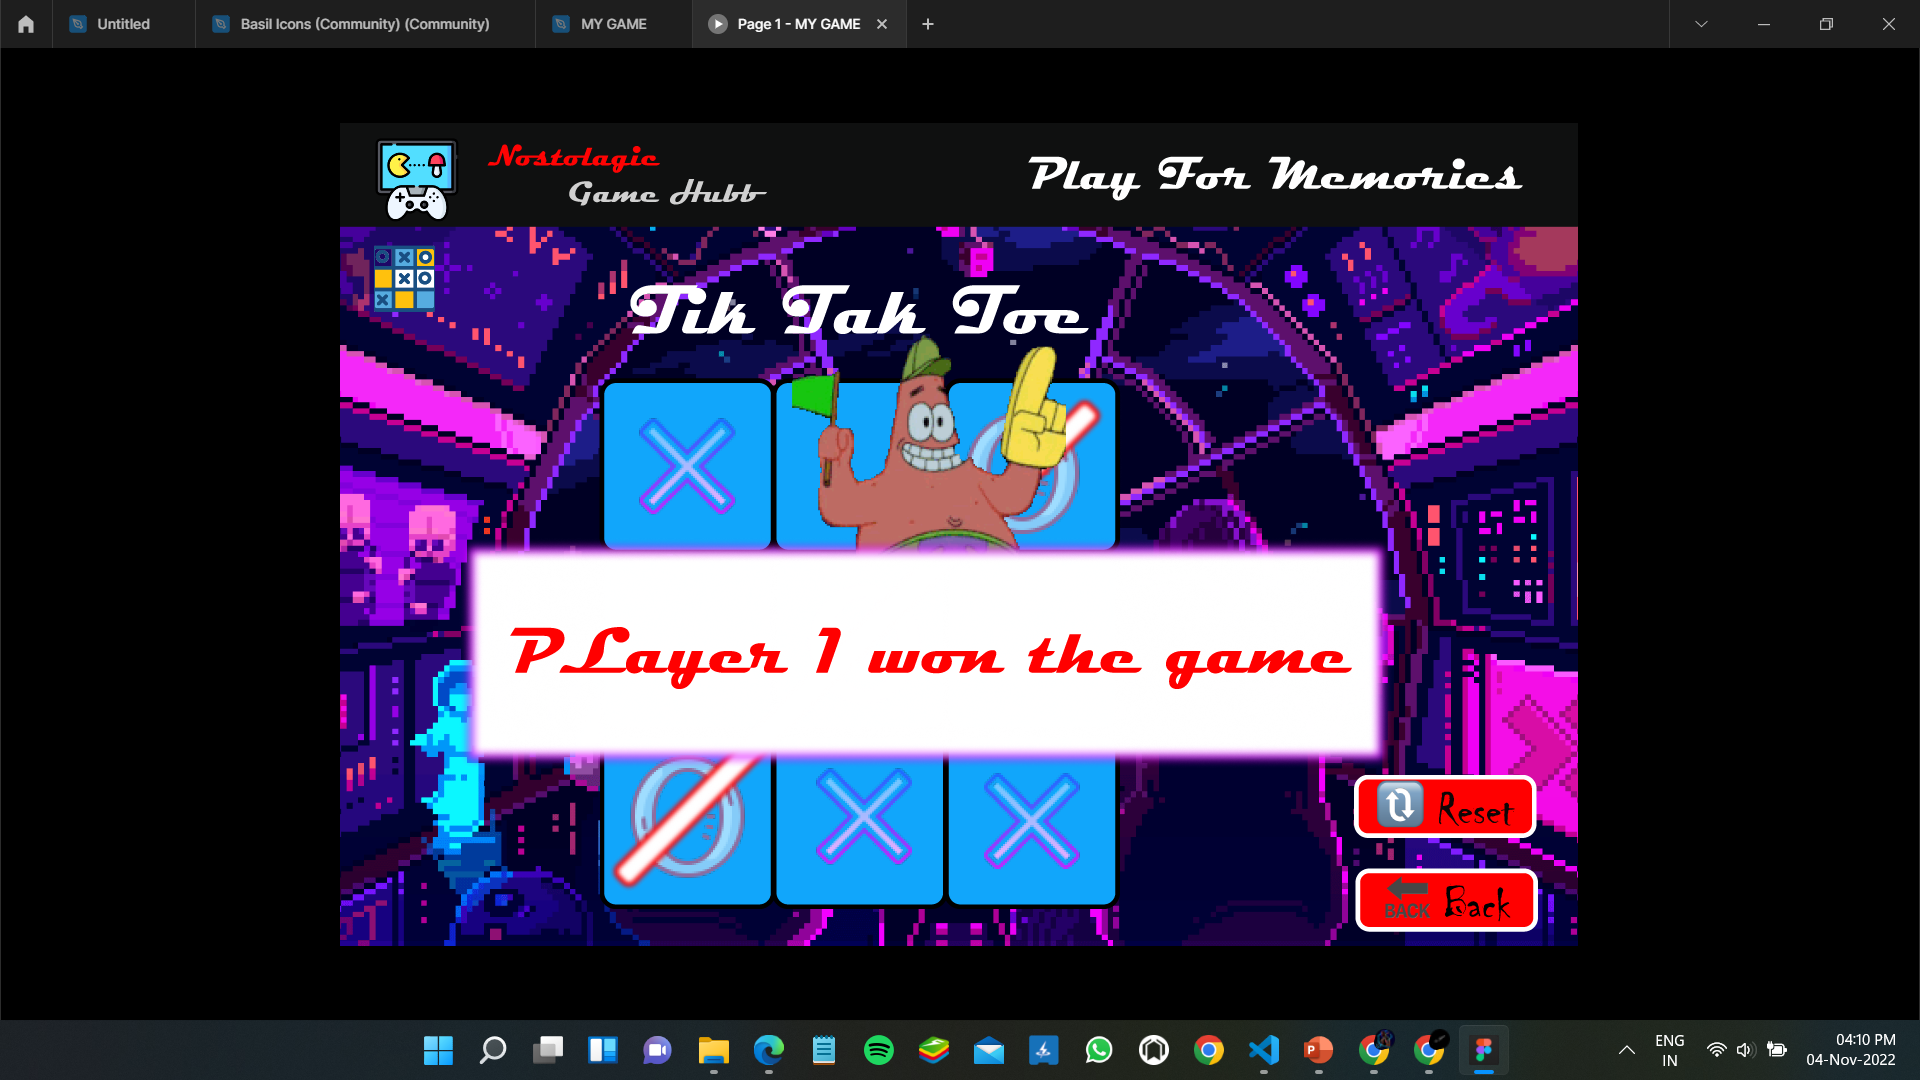 Untitled
Basil Icons (Community) (Community)
MY GAME
Page 1 - MY GAME
Nostolagic
Game Hubb
Play For Memories
Tik Tak Toe
PLayer 1 won the game
Reset
BACK Back
ENG
IN
04:10 PM
04-Nov-2022